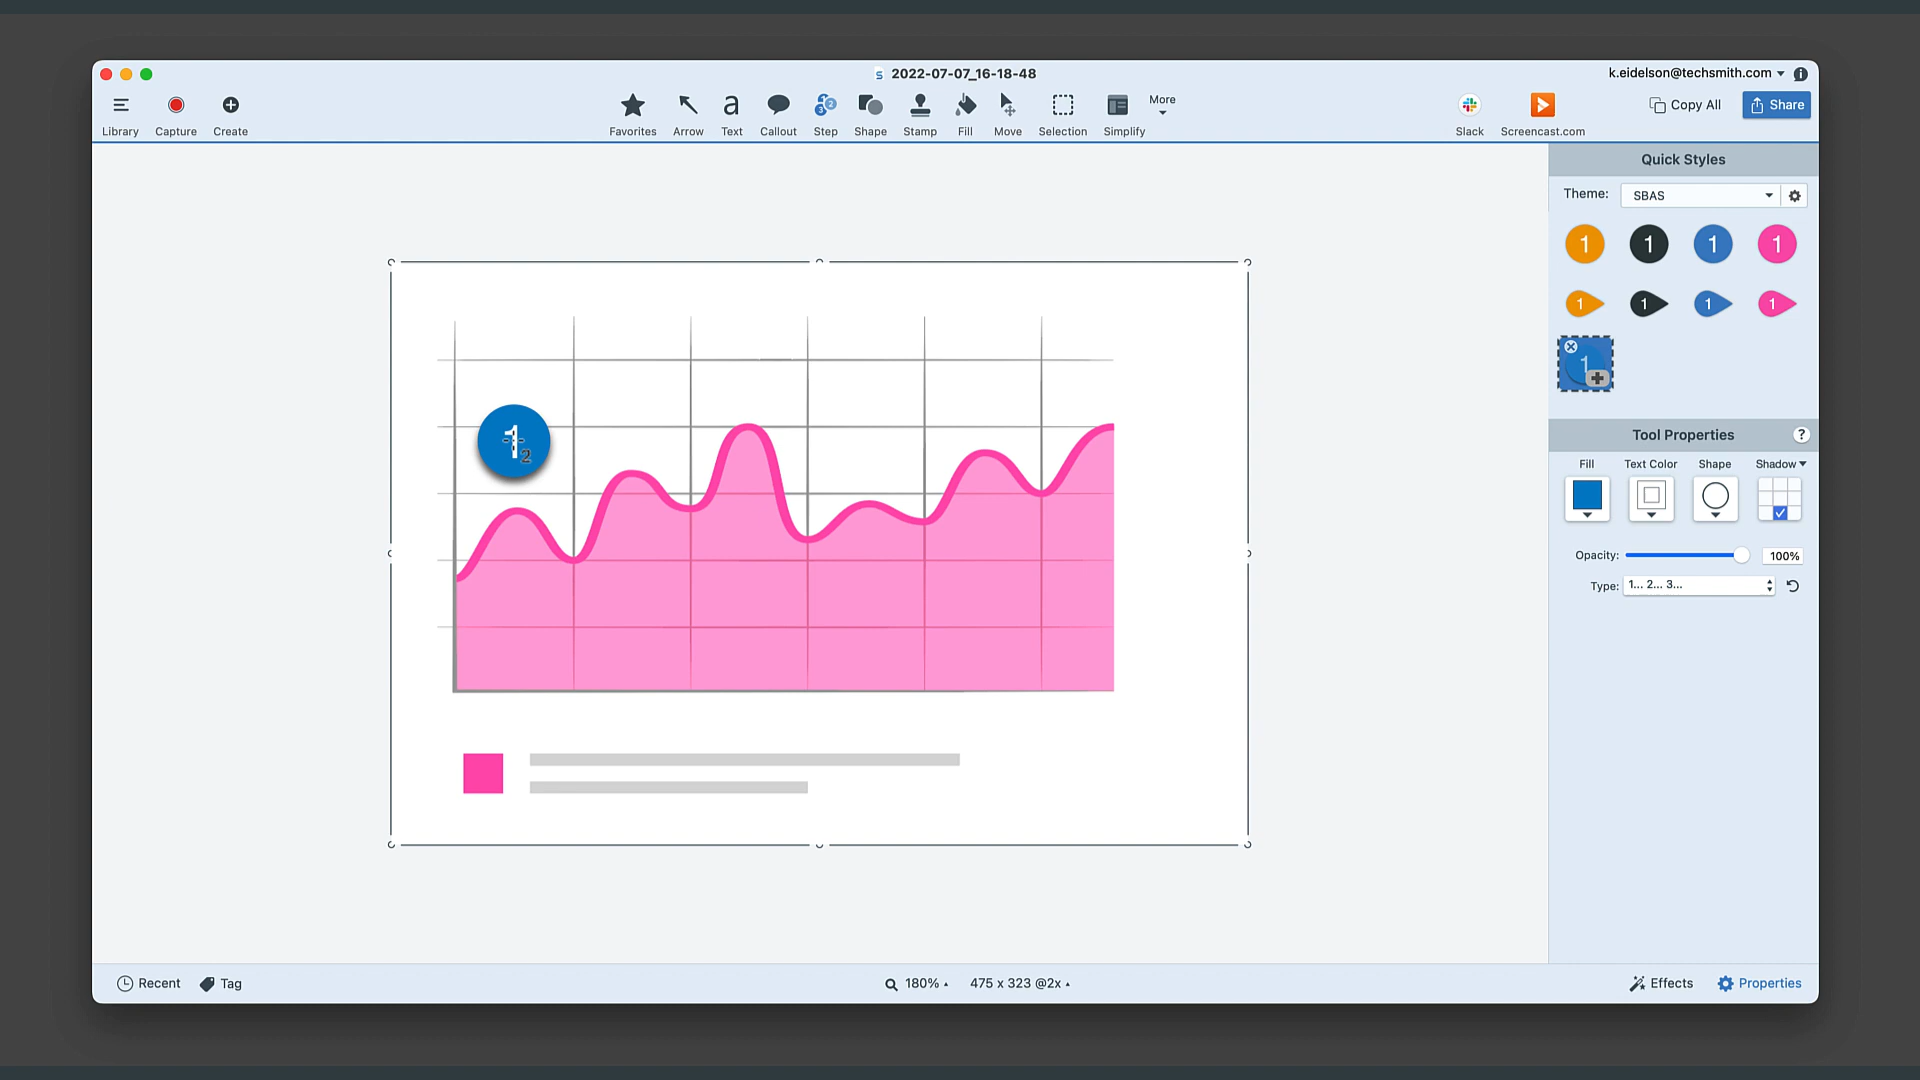 2022-07-07_16-18-48
k.eidelson@techsmith.com
Library
Capture
Create
Favorites
Arrow
Text
Callout
Step
Shape
Stamp
Fill
Move
Selection
Simplify
More
Slack
Screencast.com
Copy All
Share
Quick Styles
Theme: SBAS
1 1 1 1
1 1 1 1
1
1
2
Tool Properties ?
Fill Text Color Shape Shadow
Opacity: 100%
Type: 1... 2... 3...
Recent
Tag
180%
475 x 323 @2x
Effects
Properties